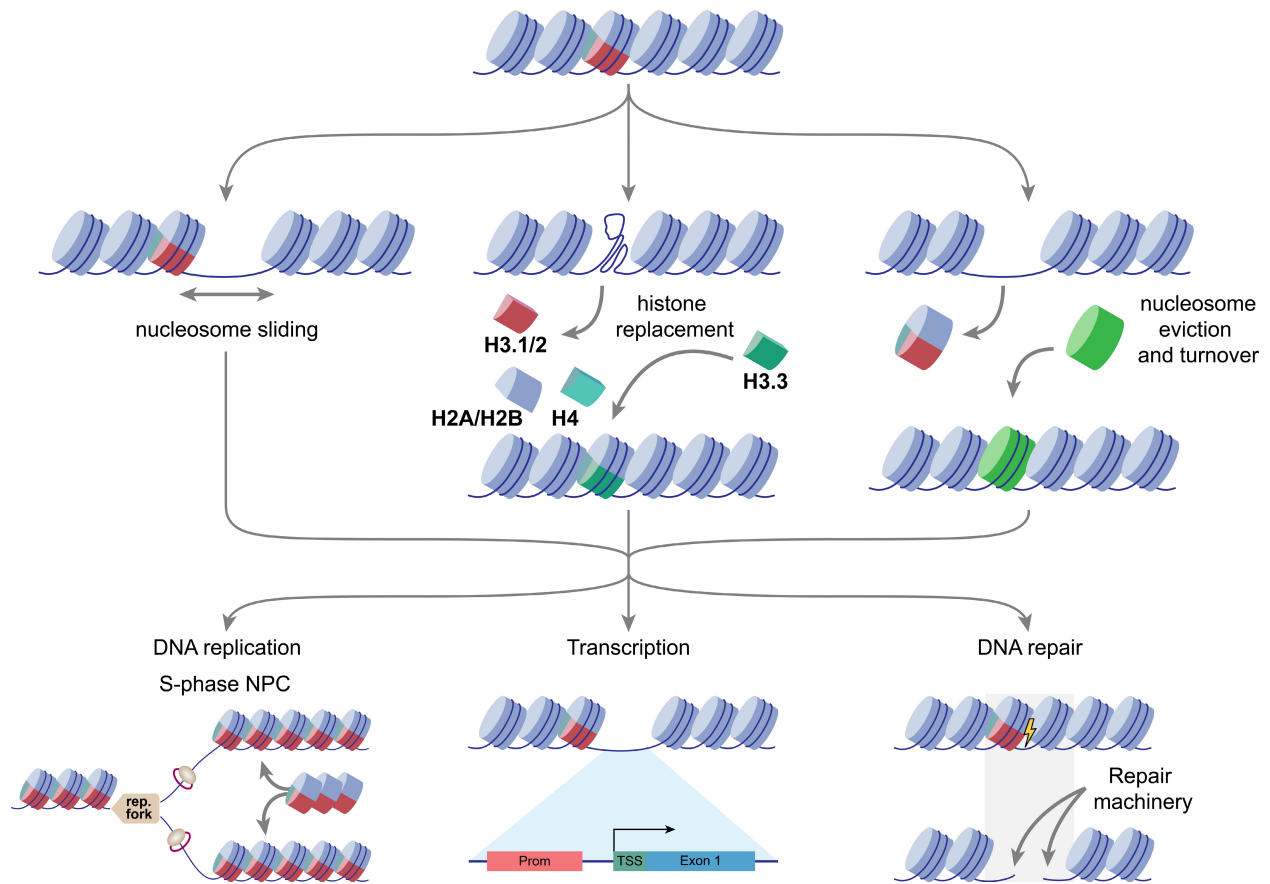 nucleosome sliding
histone
replacement
H3.1/2
H3.3
H2A/H2B
H4
nucleosome
eviction
and turnover
DNA replication
S-phase NPC
rep.
fork
Transcription
Prom
TSS
Exon 1
DNA repair
Repair
machinery